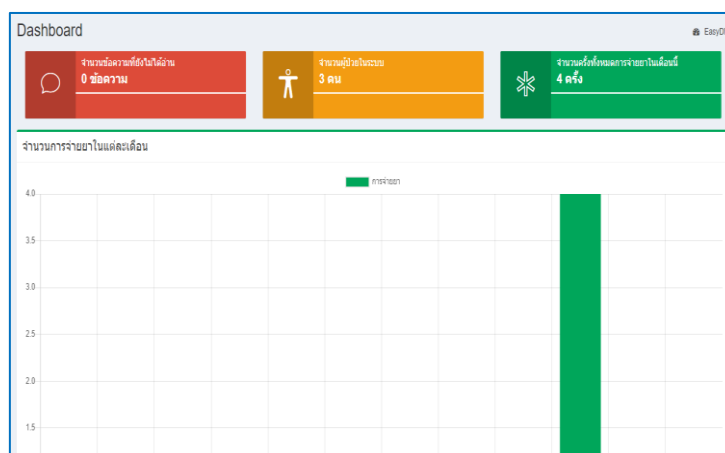 Dashboard
จำนวนข้อความที่ยังไม่ได้อ่าน
0 ข้อความ
จำนวนผู้ป่วยในระบบ
3 คน
จำนวนครั้งทั้งหมดการจ่ายยาในเดือนนี้
4 ครั้ง
จำนวนการจ่ายยาในแต่ละเดือน
การจ่ายยา
4.0
3.5
3.0
2.5
2.0
1.5